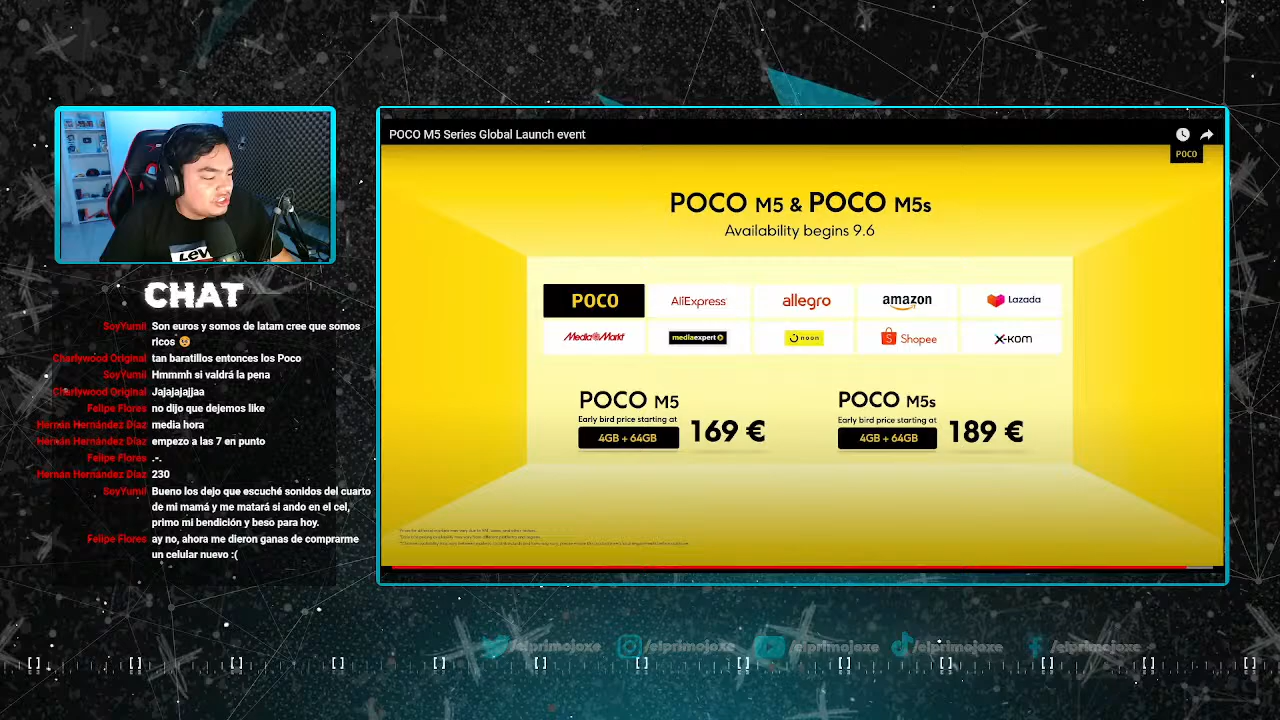 POCO M5 Series Global Launch event
POCO
POCO M5 & POCO M5s
Availability begins 9.6
POCO
AliExpress
allegro
amazon
Lazada
MediaMarkt
mediaexpert
noon
Shopee
x-kom
POCO M5
Early bird price starting at
4GB + 64GB
169 €
POCO M5s
Early bird price starting at
4GB + 64GB
189 €
LEV
CHAT
SoyYumii Son euros y somos de latam cree que somos
ricos
Charlywood Original tan baratillos entonces los Poco
SoyYumii Hmmmh si valdrá la pena
Charlywood Original Jajajajajjaa
Felipe Flores no dijo que dejemos like
Hernán Hernández Díaz media hora
Hernán Hernández Díaz empezo a las 7 en punto
Felipe Flores .-.
Hernán Hernández Díaz 230
SoyYumii Bueno los dejo que escuché sonidos del cuarto
de mi mamá y me matará si ando en el cel,
primo mi bendición y beso para hoy.
Felipe Flores ay no, ahora me dieron ganas de comprarme
un celular nuevo :(
/elprimojoxe /elprimojoxe /elprimojoxe /elprimojoxe /elprimojoxe